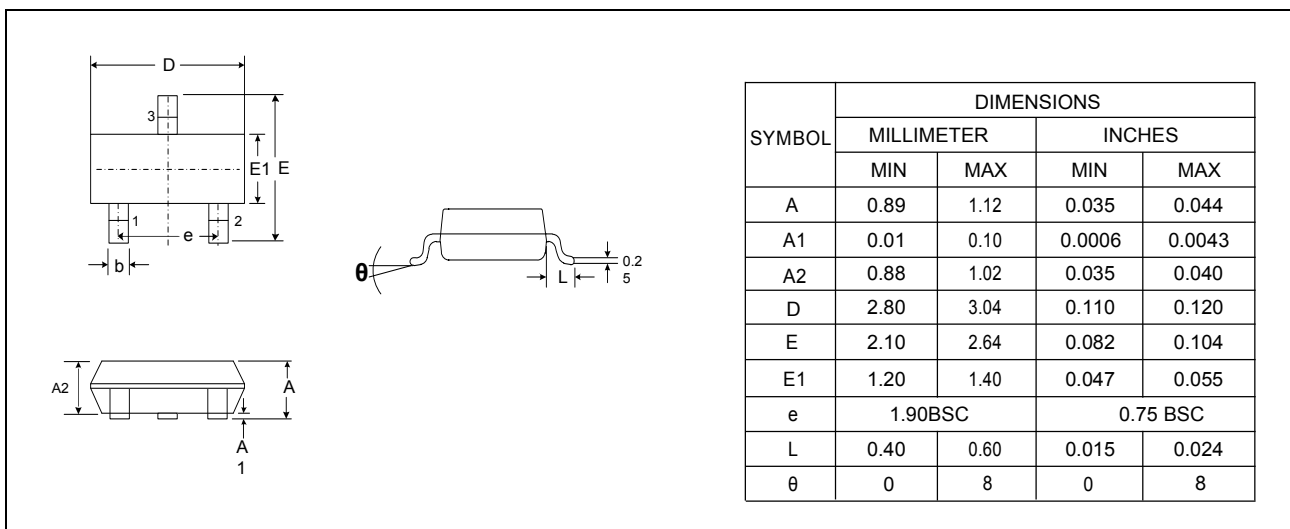 D
3
E1 E
1 2
e
b
θ
L
0.2
5
A2
A
A
1
DIMENSIONS
SYMBOL MILLIMETER INCHES
MIN MAX MIN MAX
A 0.89 1.12 0.035 0.044
A1 0.01 0.10 0.0006 0.0043
A2 0.88 1.02 0.035 0.040
D 2.80 3.04 0.110 0.120
E 2.10 2.64 0.082 0.104
E1 1.20 1.40 0.047 0.055
e 1.90BSC 0.75 BSC
L 0.40 0.60 0.015 0.024
θ 0 8 0 8